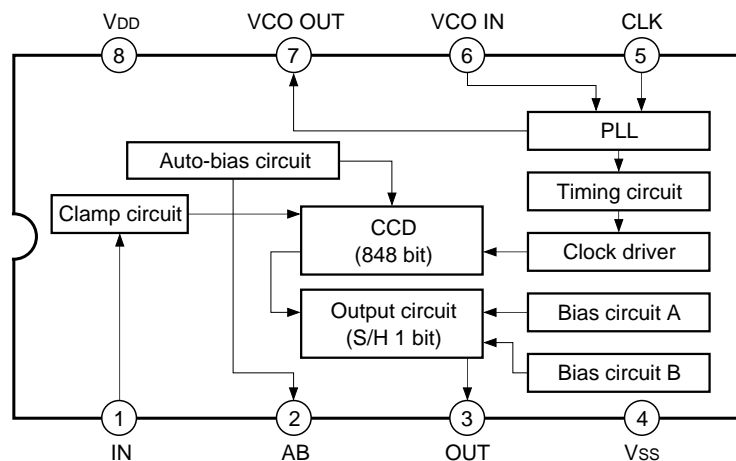 VDD
VCO OUT
VCO IN
CLK
8
7
6
5
PLL
Auto-bias circuit
Timing circuit
Clamp circuit
CCD
(848 bit)
Clock driver
Output circuit
(S/H 1 bit)
Bias circuit A
Bias circuit B
1
2
3
4
IN
AB
OUT
VSS